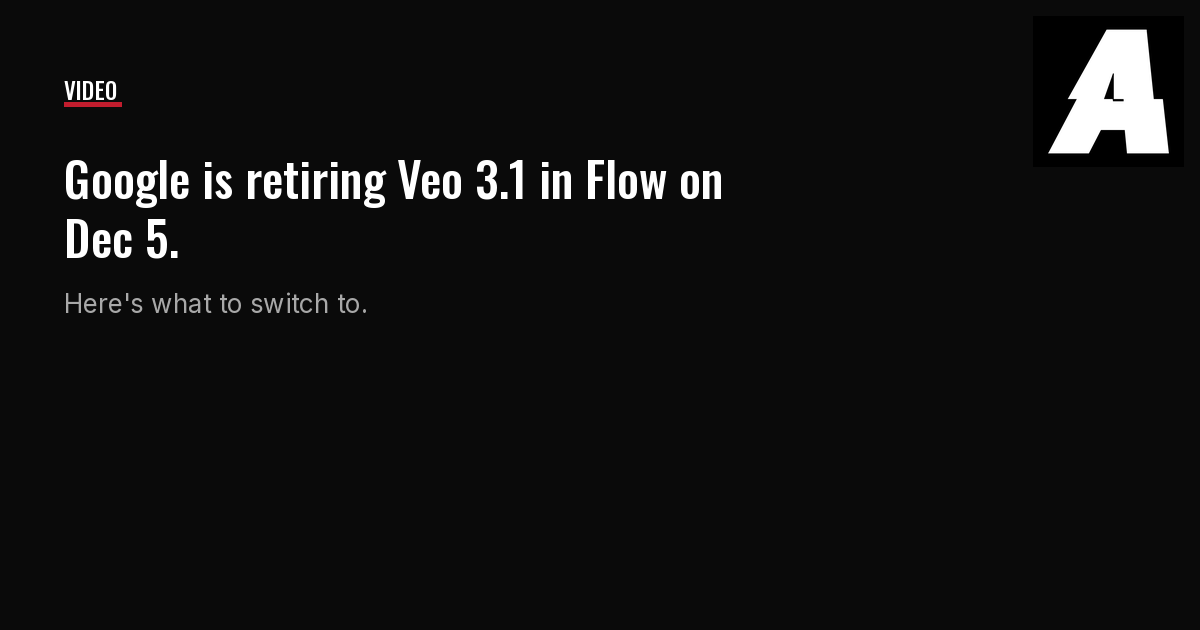 VIDEO
Google is retiring Veo 3.1 in Flow on
Dec 5.
Here's what to switch to.
A